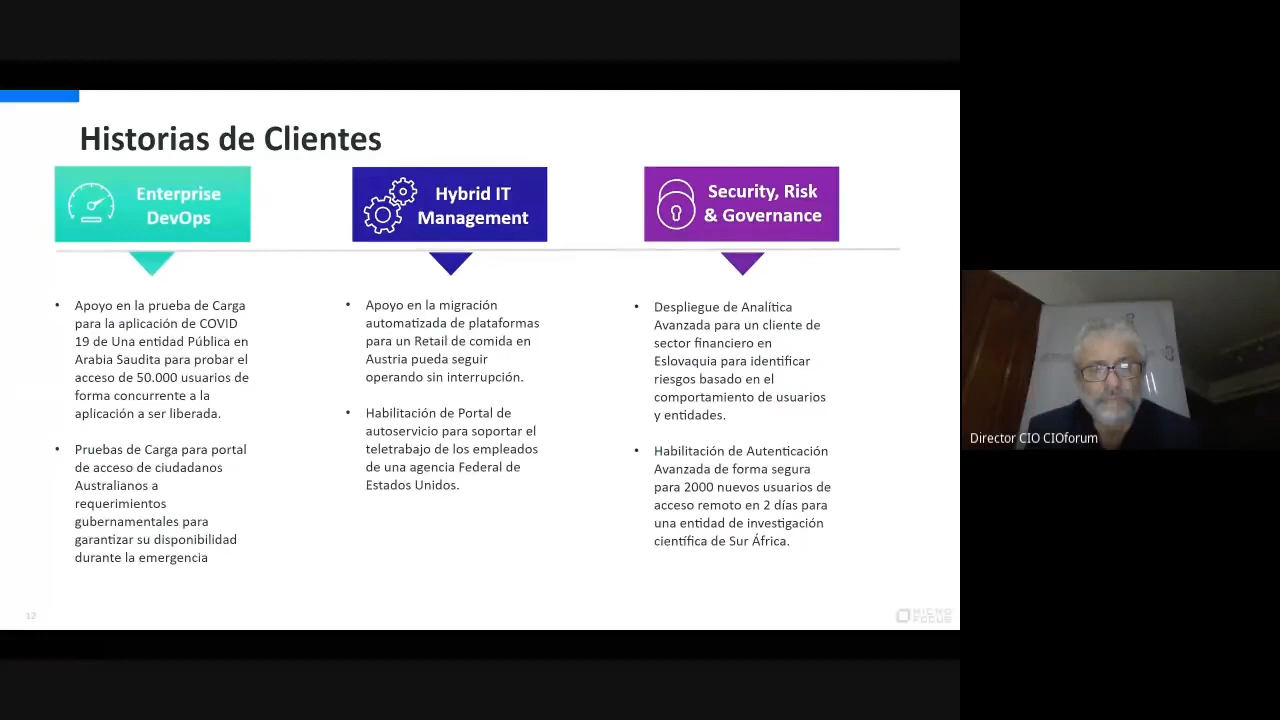 Historias de Clientes
Enterprise
DevOps
Apoyo en la prueba de Carga
para la aplicación de COVID
19 de Una entidad Pública en
Arabia Saudita para probar el
acceso de 50.000 usuarios de
forma concurrente a la
aplicación a ser liberada.
Pruebas de Carga para portal
de acceso de ciudadanos
Australianos a
requerimientos
gubernamentales para
garantizar su disponibilidad
durante la emergencia
Hybrid IT
Management
Apoyo en la migración
automatizada de plataformas
para un Retail de comida en
Austria pueda seguir
operando sin interrupción.
Habilitación de Portal de
autoservicio para soportar el
teletrabajo de los empleados
de una agencia Federal de
Estados Unidos.
Security, Risk
& Governance
Despliegue de Analítica
Avanzada para un cliente de
sector financiero en
Eslovaquia para identificar
riesgos basado en el
comportamiento de usuarios
y entidades.
Habilitación de Autenticación
Avanzada de forma segura
para 2000 nuevos usuarios de
acceso remoto en 2 días para
una entidad de investigación
científica de Sur África.
12
MICRO
FOCUS
Director CIO CIOforum